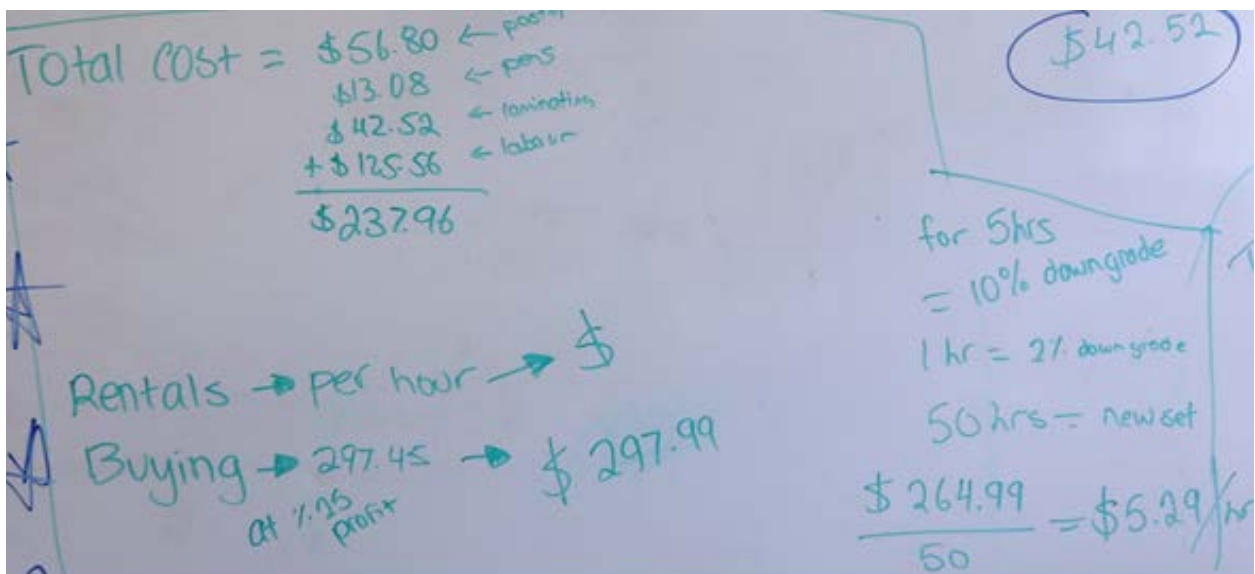 Total cost = $56.80 ←
$13.08 ← pens
$42.52 ← laminating
+ $125.56 ← labour
$237.96
Rentals → per hour → $
Buying → 297.45 → $297.99
at %25 profit
$42.52
for 5hrs
= 10% downgrade
1 hr = 2% downgrade
50 hrs = new set
$264.99
50
= $5.29/hr